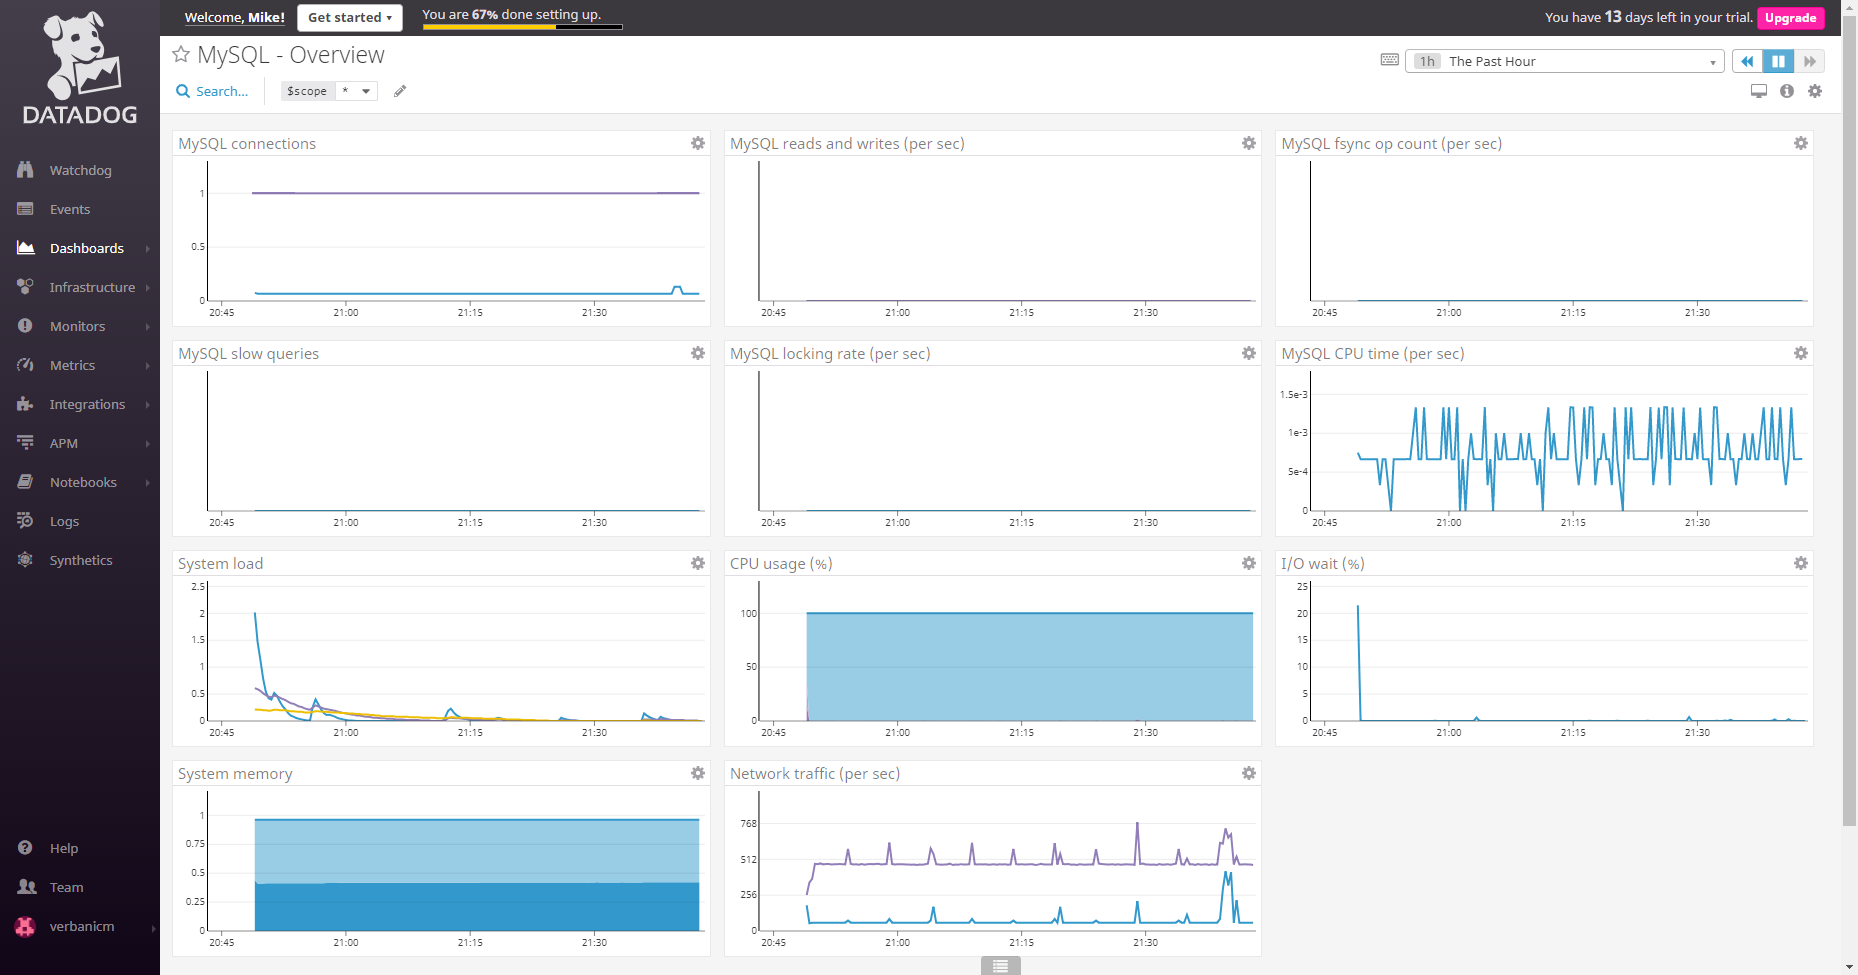 Welcome, Mike!
Get started
You are 67% done setting up.
You have 13 days left in your trial.
Upgrade
DATADOG
Watchdog
Events
Dashboards
Infrastructure
Monitors
Metrics
Integrations
APM
Notebooks
Logs
Synthetics
Help
Team
verbanicm
MySQL - Overview
1h The Past Hour
Search...
$scope *
MySQL connections
1
0.5
0
20:45 21:00 21:15 21:30
MySQL reads and writes (per sec)
20:45 21:00 21:15 21:30
MySQL fsync op count (per sec)
20:45 21:00 21:15 21:30
MySQL slow queries
20:45 21:00 21:15 21:30
MySQL locking rate (per sec)
20:45 21:00 21:15 21:30
MySQL CPU time (per sec)
1.5e-3
1e-3
5e-4
0
20:45 21:00 21:15 21:30
System load
2.5
2
1.5
1
0.5
0
20:45 21:00 21:15 21:30
CPU usage (%)
100
50
0
20:45 21:00 21:15 21:30
I/O wait (%)
25
20
15
10
5
0
20:45 21:00 21:15 21:30
System memory
1
0.75
0.5
0.25
0
20:45 21:00 21:15 21:30
Network traffic (per sec)
768
512
256
0
20:45 21:00 21:15 21:30